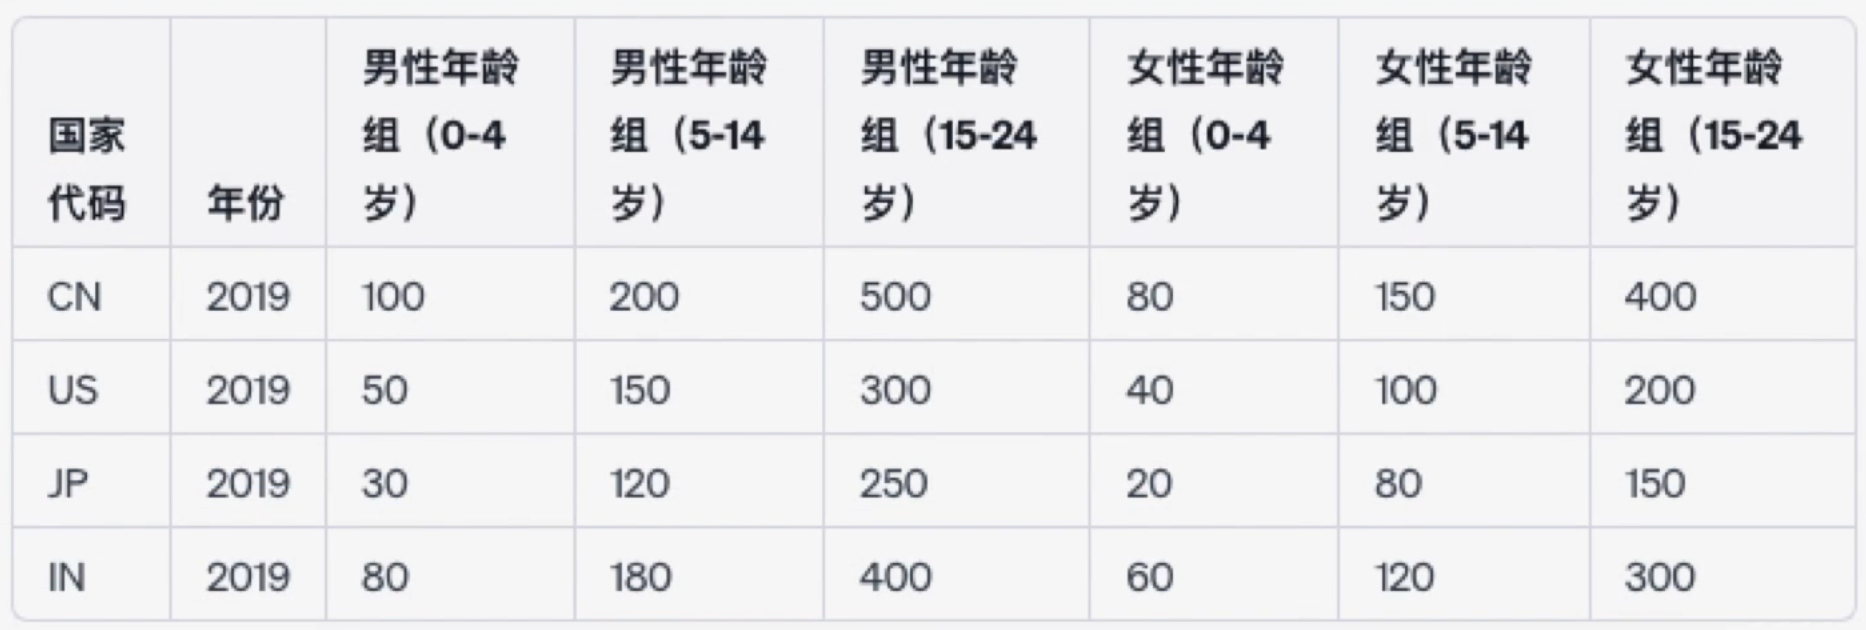 国家代码 年份 男性年龄组（0-4岁） 男性年龄组（5-14岁） 男性年龄组（15-24岁） 女性年龄组（0-4岁） 女性年龄组（5-14岁） 女性年龄组（15-24岁）
CN 2019 100 200 500 80 150 400
US 2019 50 150 300 40 100 200
JP 2019 30 120 250 20 80 150
IN 2019 80 180 400 60 120 300